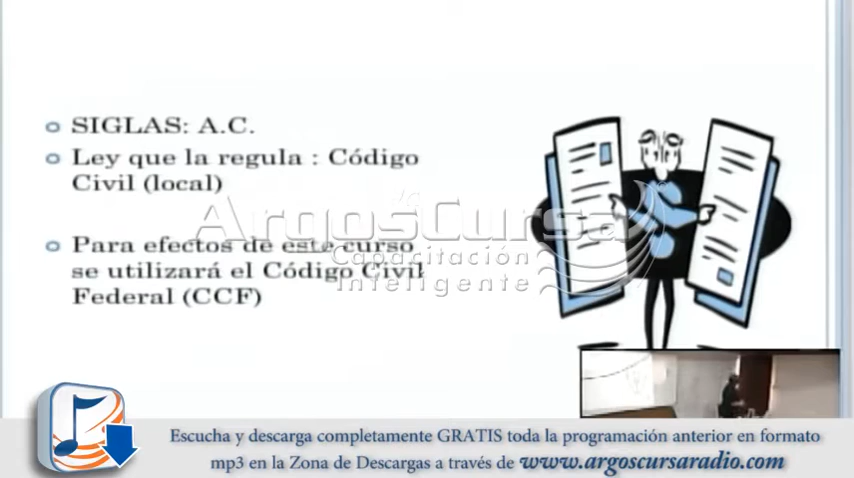 SIGLAS: A.C.
Ley que la regula : Código
Civil (local)
Para efectos de este curso
se utilizará el Código Civil
Federal (CCF)
ArgosCursa
Capacitación
Inteligente
Escucha y descarga completamente GRATIS toda la programación anterior en formato
mp3 en la Zona de Descargas a través de www.argoscursaradio.com